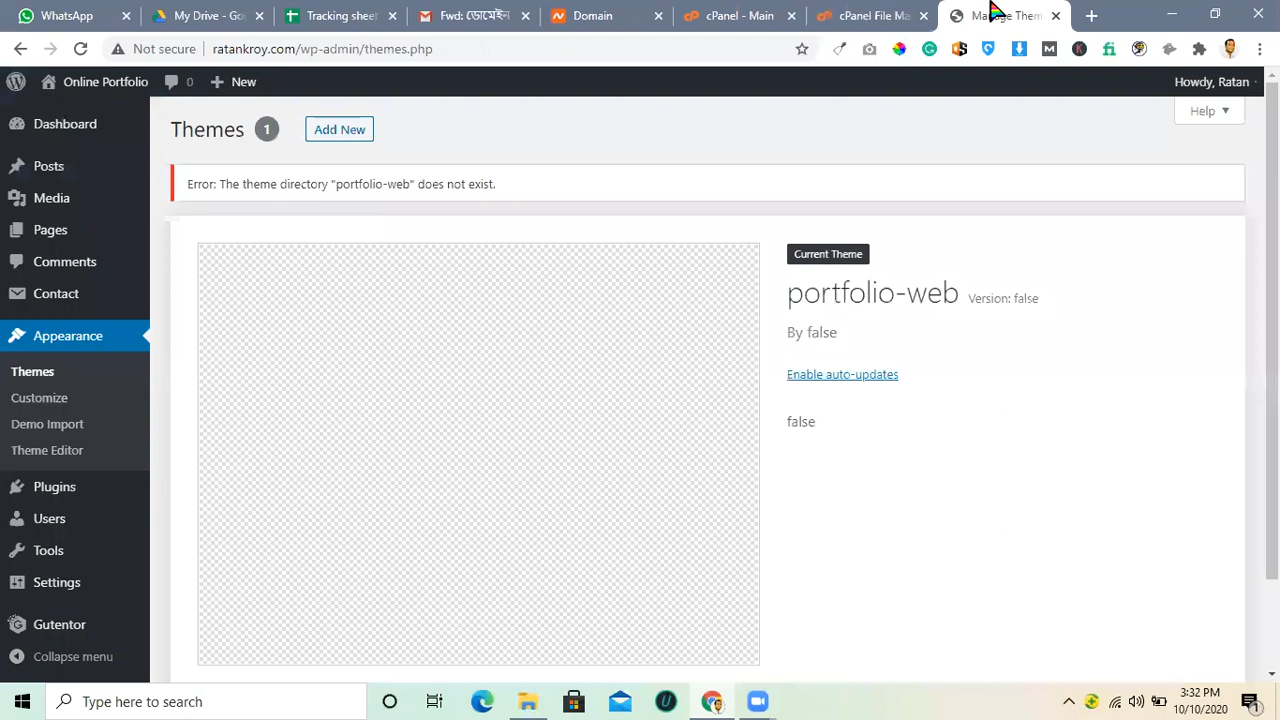 WhatsApp
My Drive - Goo
Tracking sheet
Fwd: ডোমেইন
Domain
cPanel - Main
cPanel File Ma
Manage Them
Not secure
ratankroy.com/wp-admin/themes.php
Online Portfolio
0
New
Howdy, Ratan
Help
Themes 1
Add New
Error: The theme directory "portfolio-web" does not exist.
Dashboard
Posts
Media
Pages
Comments
Contact
Appearance
Themes
Customize
Demo Import
Theme Editor
Plugins
Users
Tools
Settings
Gutentor
Collapse menu
Current Theme
portfolio-web Version: false
By false
Enable auto-updates
false
Type here to search
3:32 PM
10/10/2020